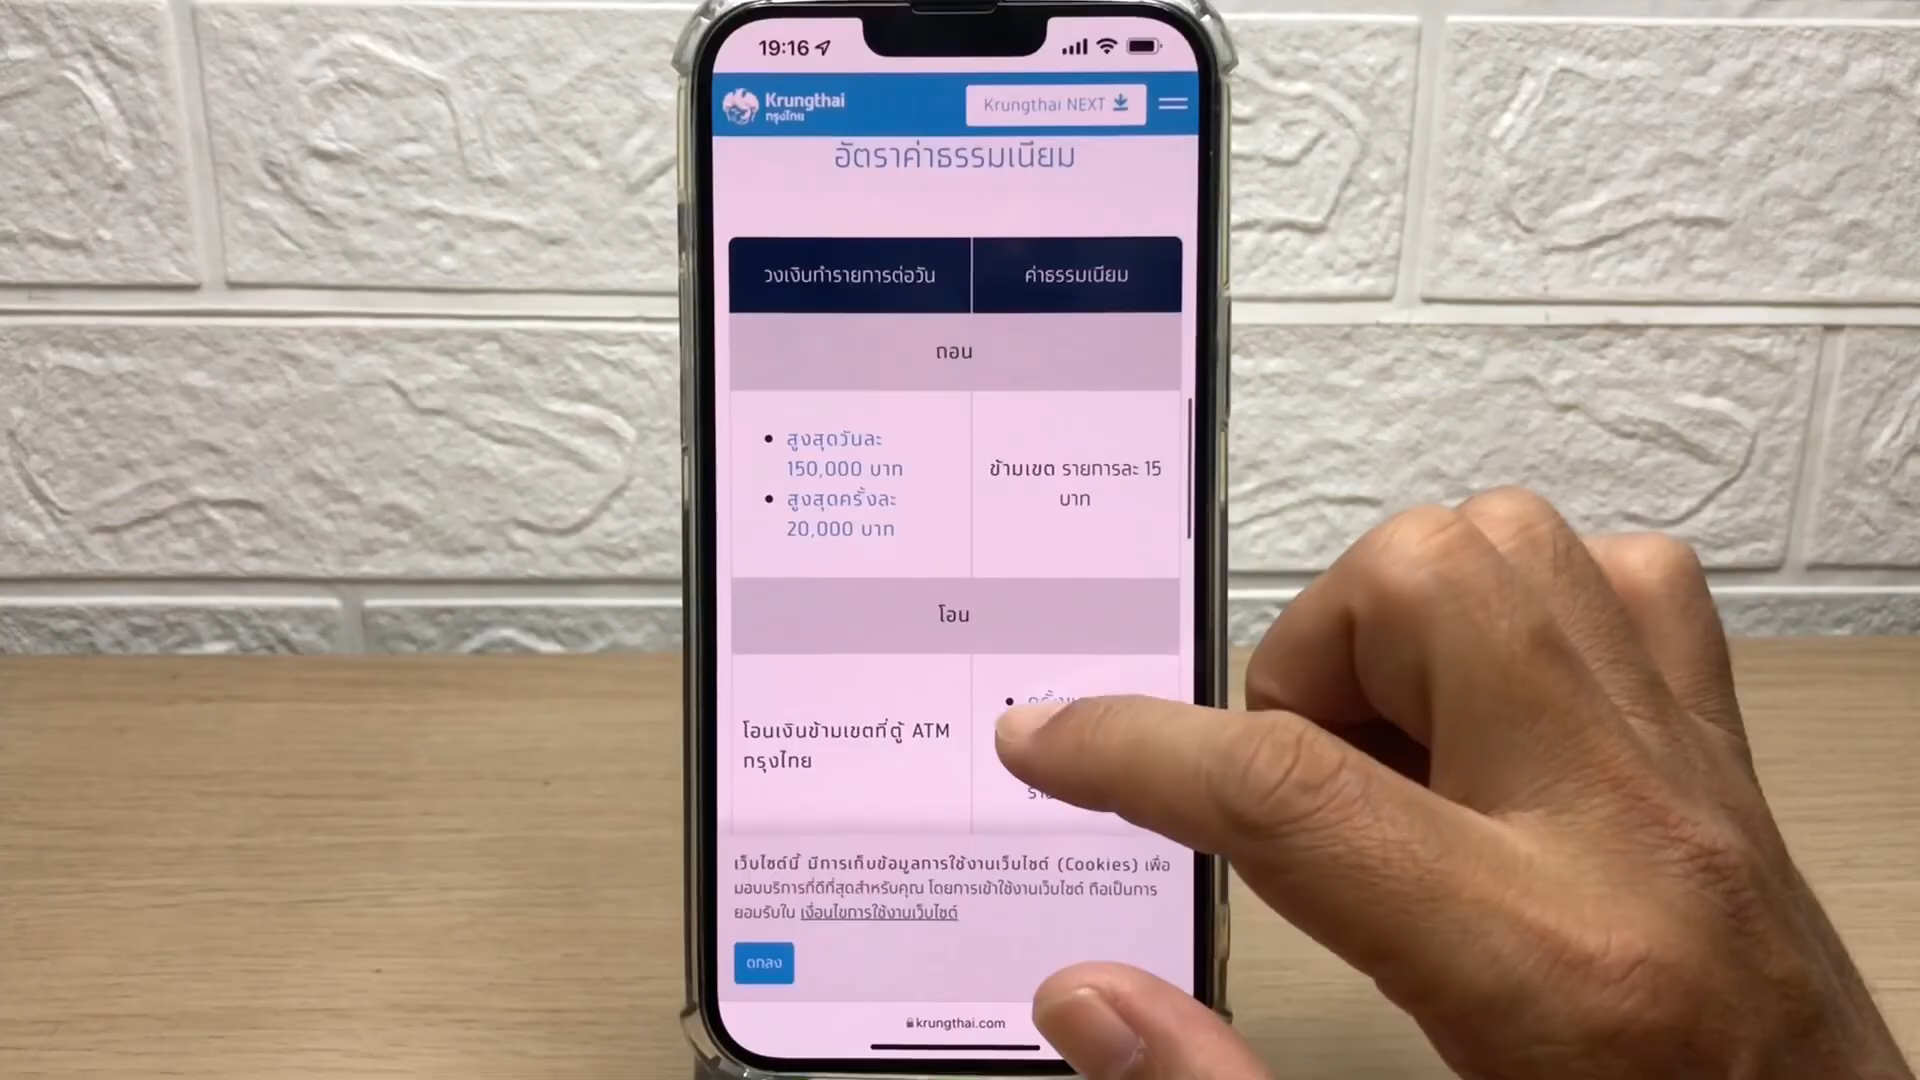 19:16
Krungthai
กรุงไทย
Krungthai NEXT
อัตราค่าธรรมเนียม
วงเงินทำรายการต่อวัน
ค่าธรรมเนียม
ถอน
สูงสุดวันละ
150,000 บาท
สูงสุดครั้งละ
20,000 บาท
ข้ามเขต รายการละ 15
บาท
โอน
โอนเงินข้ามเขตที่ตู้ ATM
กรุงไทย
เว็บไซต์นี้ มีการเก็บข้อมูลการใช้งานเว็บไซต์ (Cookies) เพื่อ
มอบบริการที่ดีที่สุดสำหรับคุณ โดยการเข้าใช้งานเว็บไซต์ ถือเป็นการ
ยอมรับใน เงื่อนไขการใช้งานเว็บไซต์
ตกลง
krungthai.com